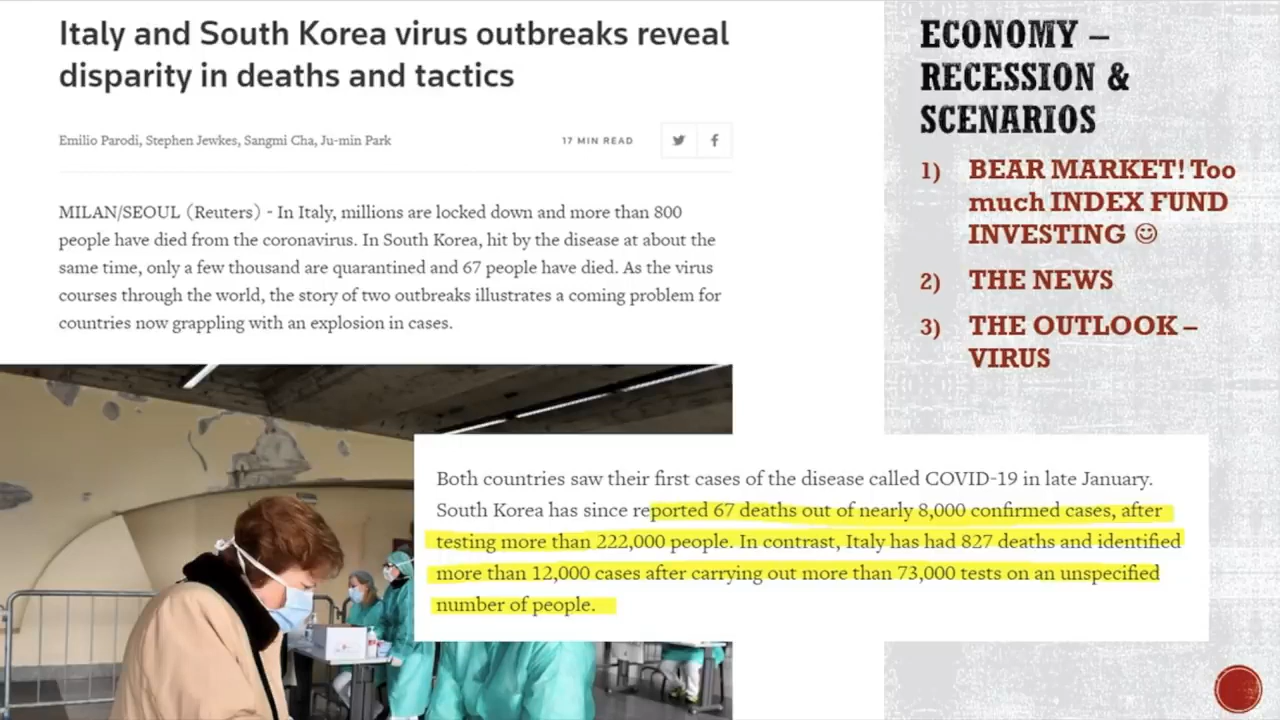 Italy and South Korea virus outbreaks reveal
disparity in deaths and tactics
Emilio Parodi, Stephen Jewkes, Sangmi Cha, Ju-min Park
17 MIN READ
MILAN/SEOUL (Reuters) - In Italy, millions are locked down and more than 800
people have died from the coronavirus. In South Korea, hit by the disease at about the
same time, only a few thousand are quarantined and 67 people have died. As the virus
courses through the world, the story of two outbreaks illustrates a coming problem for
countries now grappling with an explosion in cases.
Both countries saw their first cases of the disease called COVID-19 in late January.
South Korea has since reported 67 deaths out of nearly 8,000 confirmed cases, after
testing more than 222,000 people. In contrast, Italy has had 827 deaths and identified
more than 12,000 cases after carrying out more than 73,000 tests on an unspecified
number of people.
ECONOMY –
RECESSION &
SCENARIOS
1) BEAR MARKET! Too
much INDEX FUND
INVESTING ☺
2) THE NEWS
3) THE OUTLOOK –
VIRUS